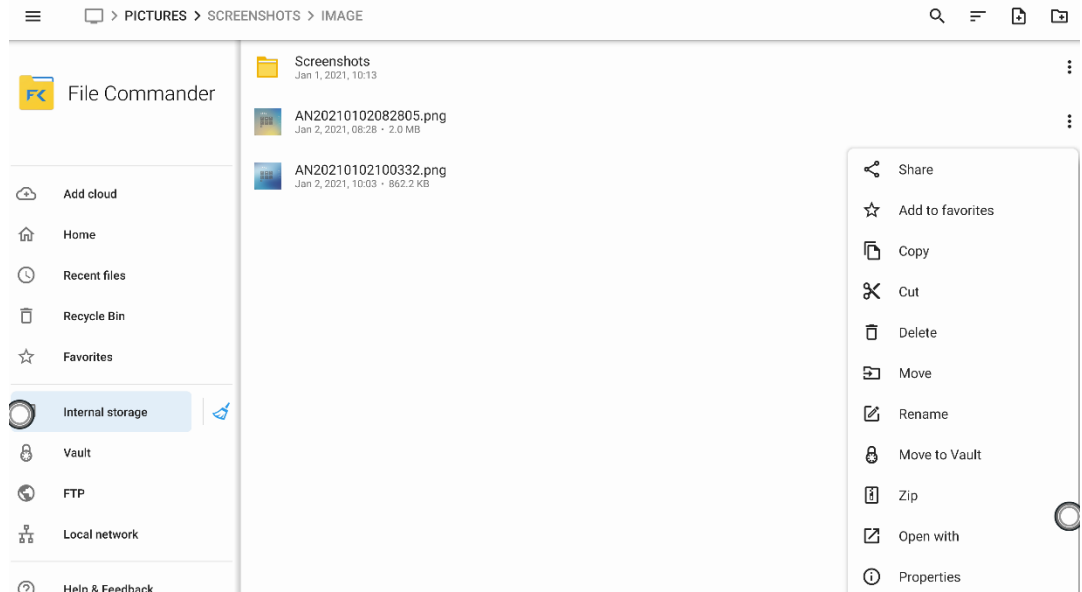 PICTURES > SCREENSHOTS > IMAGE
File Commander
Add cloud
Home
Recent files
Recycle Bin
Favorites
Internal storage
Vault
FTP
Local network
Help & Feedback
Screenshots
Jan 1, 2021, 10:13
AN20210102082805.png
Jan 2, 2021, 08:28 • 2.0 MB
AN20210102100332.png
Jan 2, 2021, 10:03 • 862.2 KB
Share
Add to favorites
Copy
Cut
Delete
Move
Rename
Move to Vault
Zip
Open with
Properties